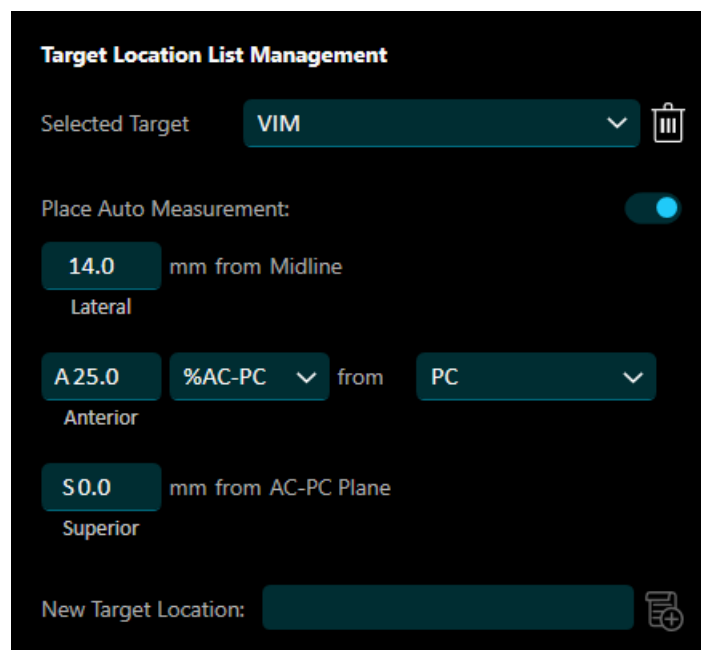 Target Location List Management
Selected Target VIM
Place Auto Measurement:
14.0 mm from Midline
Lateral
A 25.0 %AC-PC from PC
Anterior
S 0.0 mm from AC-PC Plane
Superior
New Target Location: